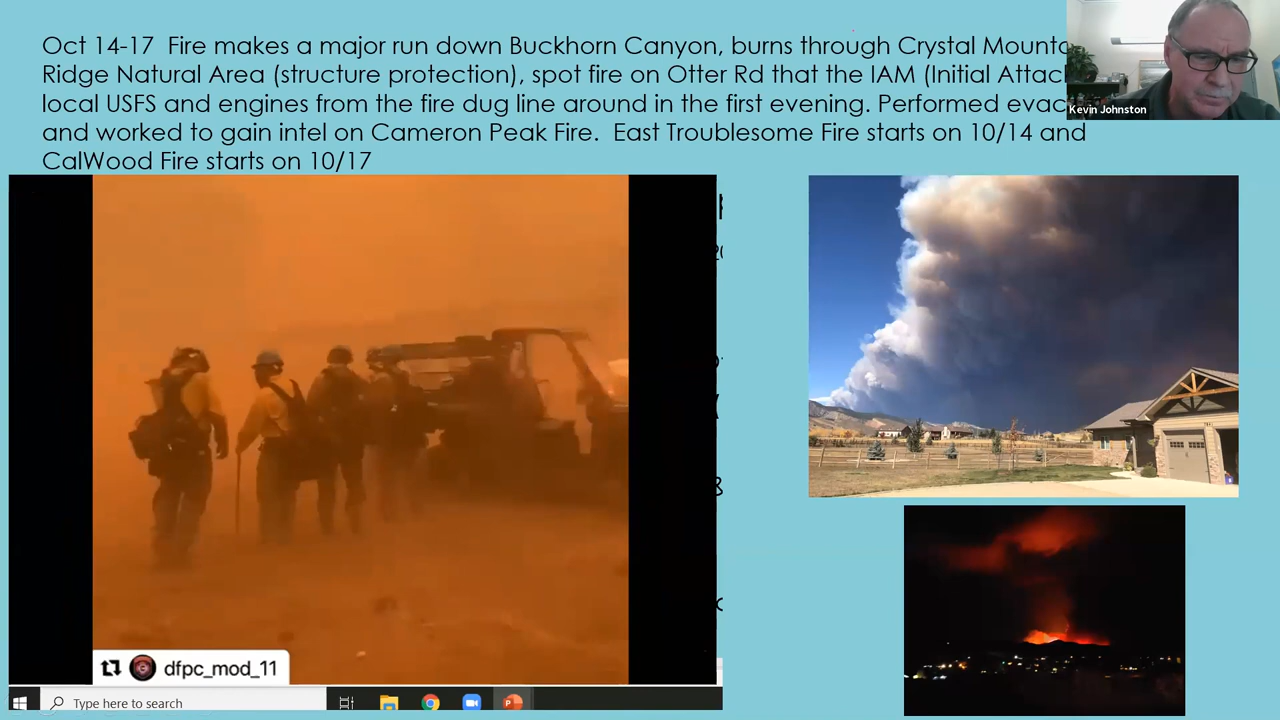 Oct 14-17 Fire makes a major run down Buckhorn Canyon, burns through Crystal
Ridge Natural Area (structure protection), spot fire on Otter Rd that the IAM (Initial
local USFS and engines from the fire dug line around in the first evening. Performed
and worked to gain intel on Cameron Peak Fire. East Troublesome Fire starts on 10/14 and
CalWood Fire starts on 10/17
Kevin Johnston
dfpc_mod_11
Type here to search